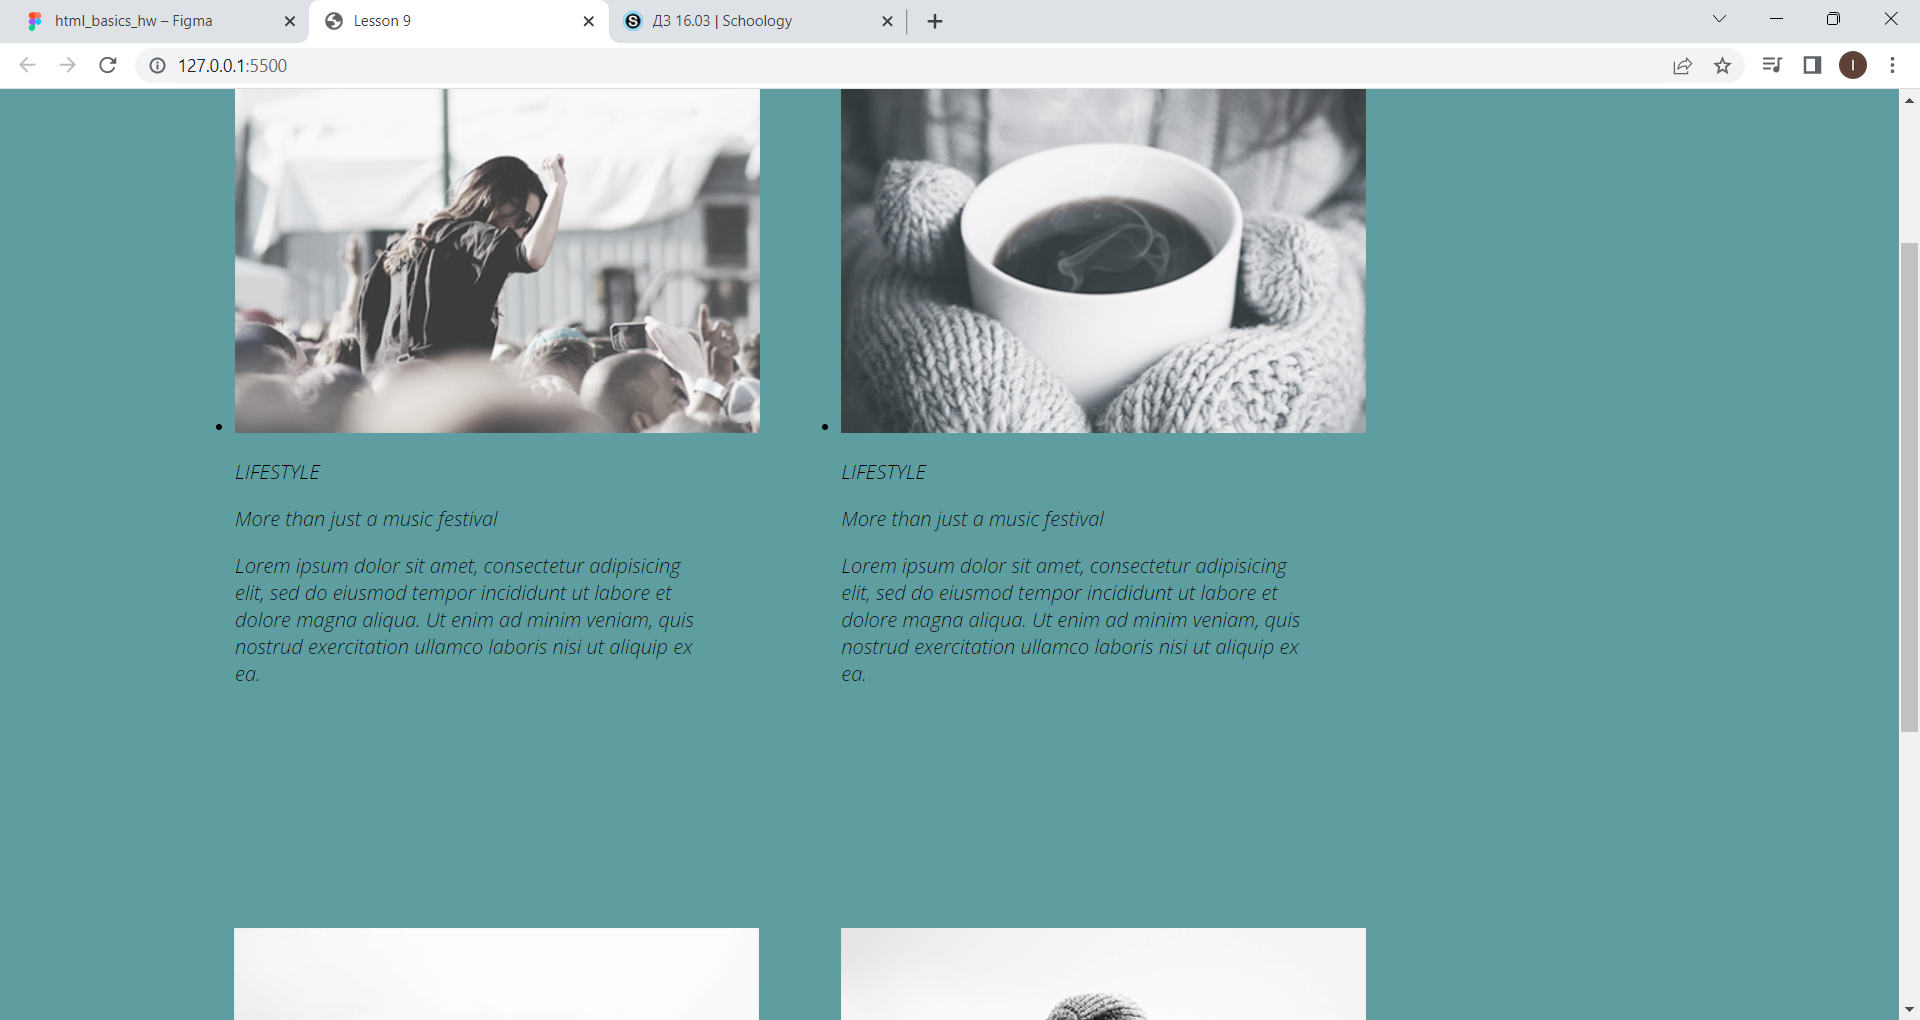 html_basics_hw – Figma
Lesson 9
ДЗ 16.03 | Schoology
127.0.0.1:5500
I
LIFESTYLE
More than just a music festival
Lorem ipsum dolor sit amet, consectetur adipisicing
elit, sed do eiusmod tempor incididunt ut labore et
dolore magna aliqua. Ut enim ad minim veniam, quis
nostrud exercitation ullamco laboris nisi ut aliquip ex
ea.
LIFESTYLE
More than just a music festival
Lorem ipsum dolor sit amet, consectetur adipisicing
elit, sed do eiusmod tempor incididunt ut labore et
dolore magna aliqua. Ut enim ad minim veniam, quis
nostrud exercitation ullamco laboris nisi ut aliquip ex
ea.